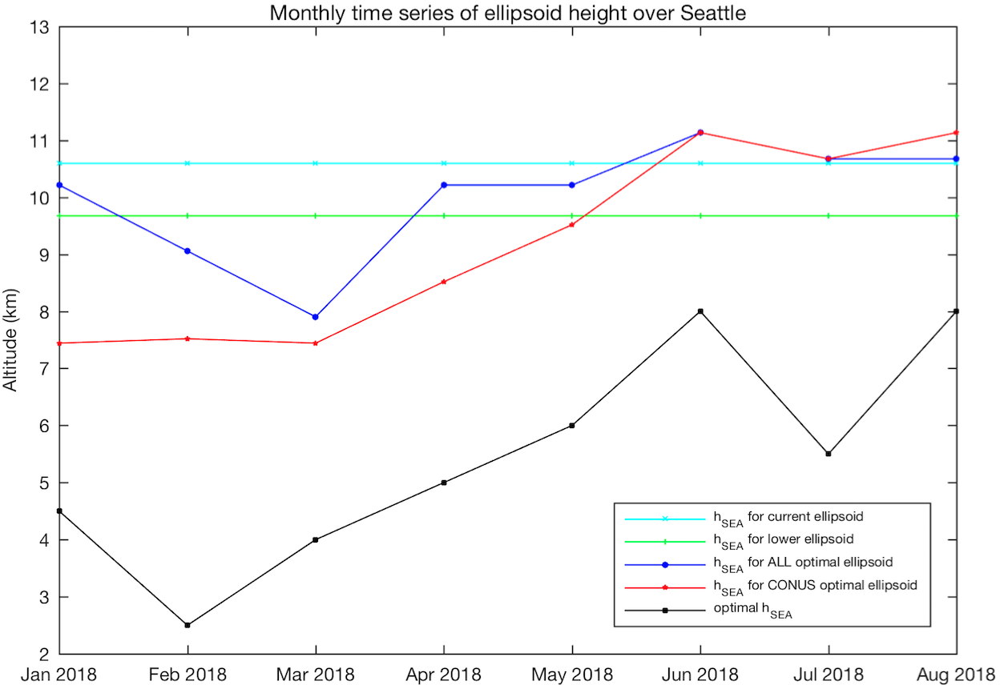 Monthly time series of ellipsoid height over Seattle
13
12
11
10
9
8
7
6
5
4
3
2
Altitude (km)
Jan 2018 Feb 2018 Mar 2018 Apr 2018 May 2018 Jun 2018 Jul 2018 Aug 2018
hSEA for current ellipsoid
hSEA for lower ellipsoid
hSEA for ALL optimal ellipsoid
hSEA for CONUS optimal ellipsoid
optimal hSEA